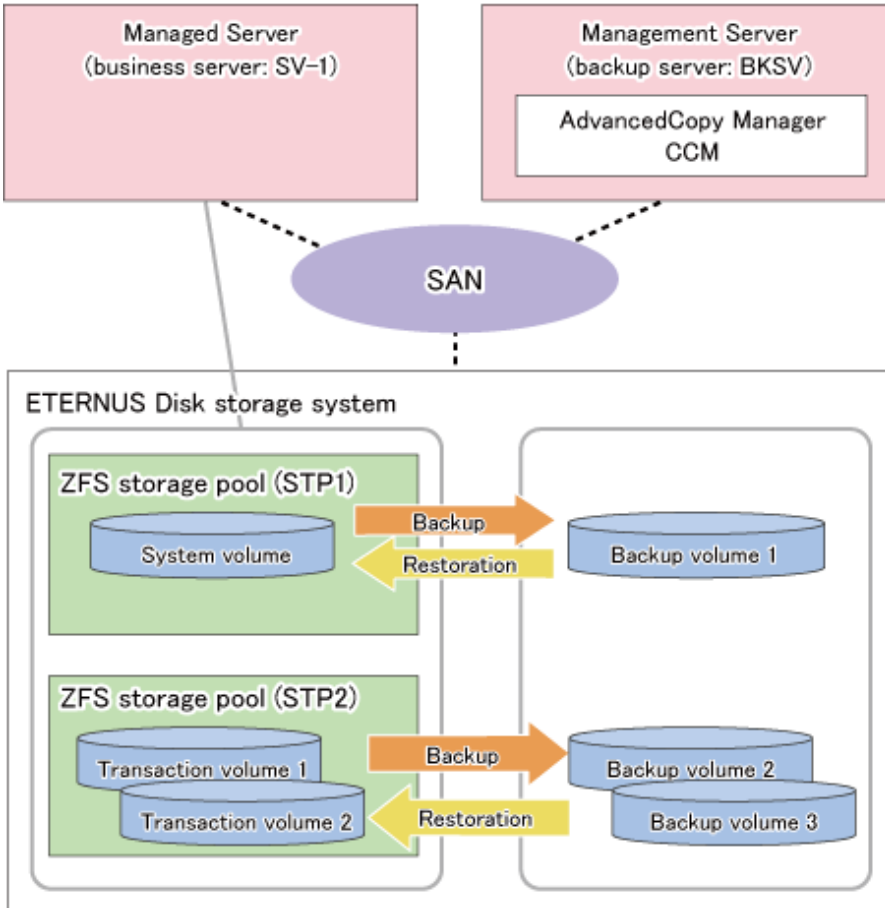 Managed Server
(business server: SV-1)
Management Server
(backup server: BKSV)
AdvancedCopy Manager
CCM
SAN
ETERNUS Disk storage system
ZFS storage pool (STP1)
System volume
Backup
Restoration
Backup volume 1
ZFS storage pool (STP2)
Transaction volume 1
Transaction volume 2
Backup
Restoration
Backup volume 2
Backup volume 3